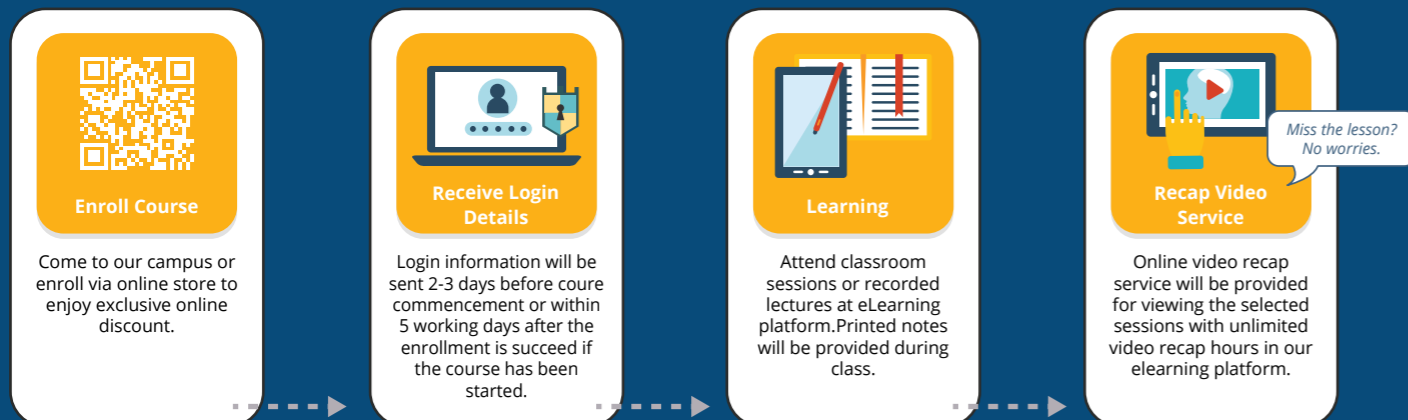 Enroll Course
Come to our campus or
enroll via online store to
enjoy exclusive online
discount.
Receive Login
Details
Login information will be
sent 2-3 days before coure
commencement or within
5 working days after the
enrollment is succeed if
the course has been
started.
Learning
Attend classroom
sessions or recorded
lectures at eLearning
platform.Printed notes
will be provided during
class.
Miss the lesson?
No worries.
Recap Video
Service
Online video recap
service will be provided
for viewing the selected
sessions with unlimited
video recap hours in our
elearning platform.